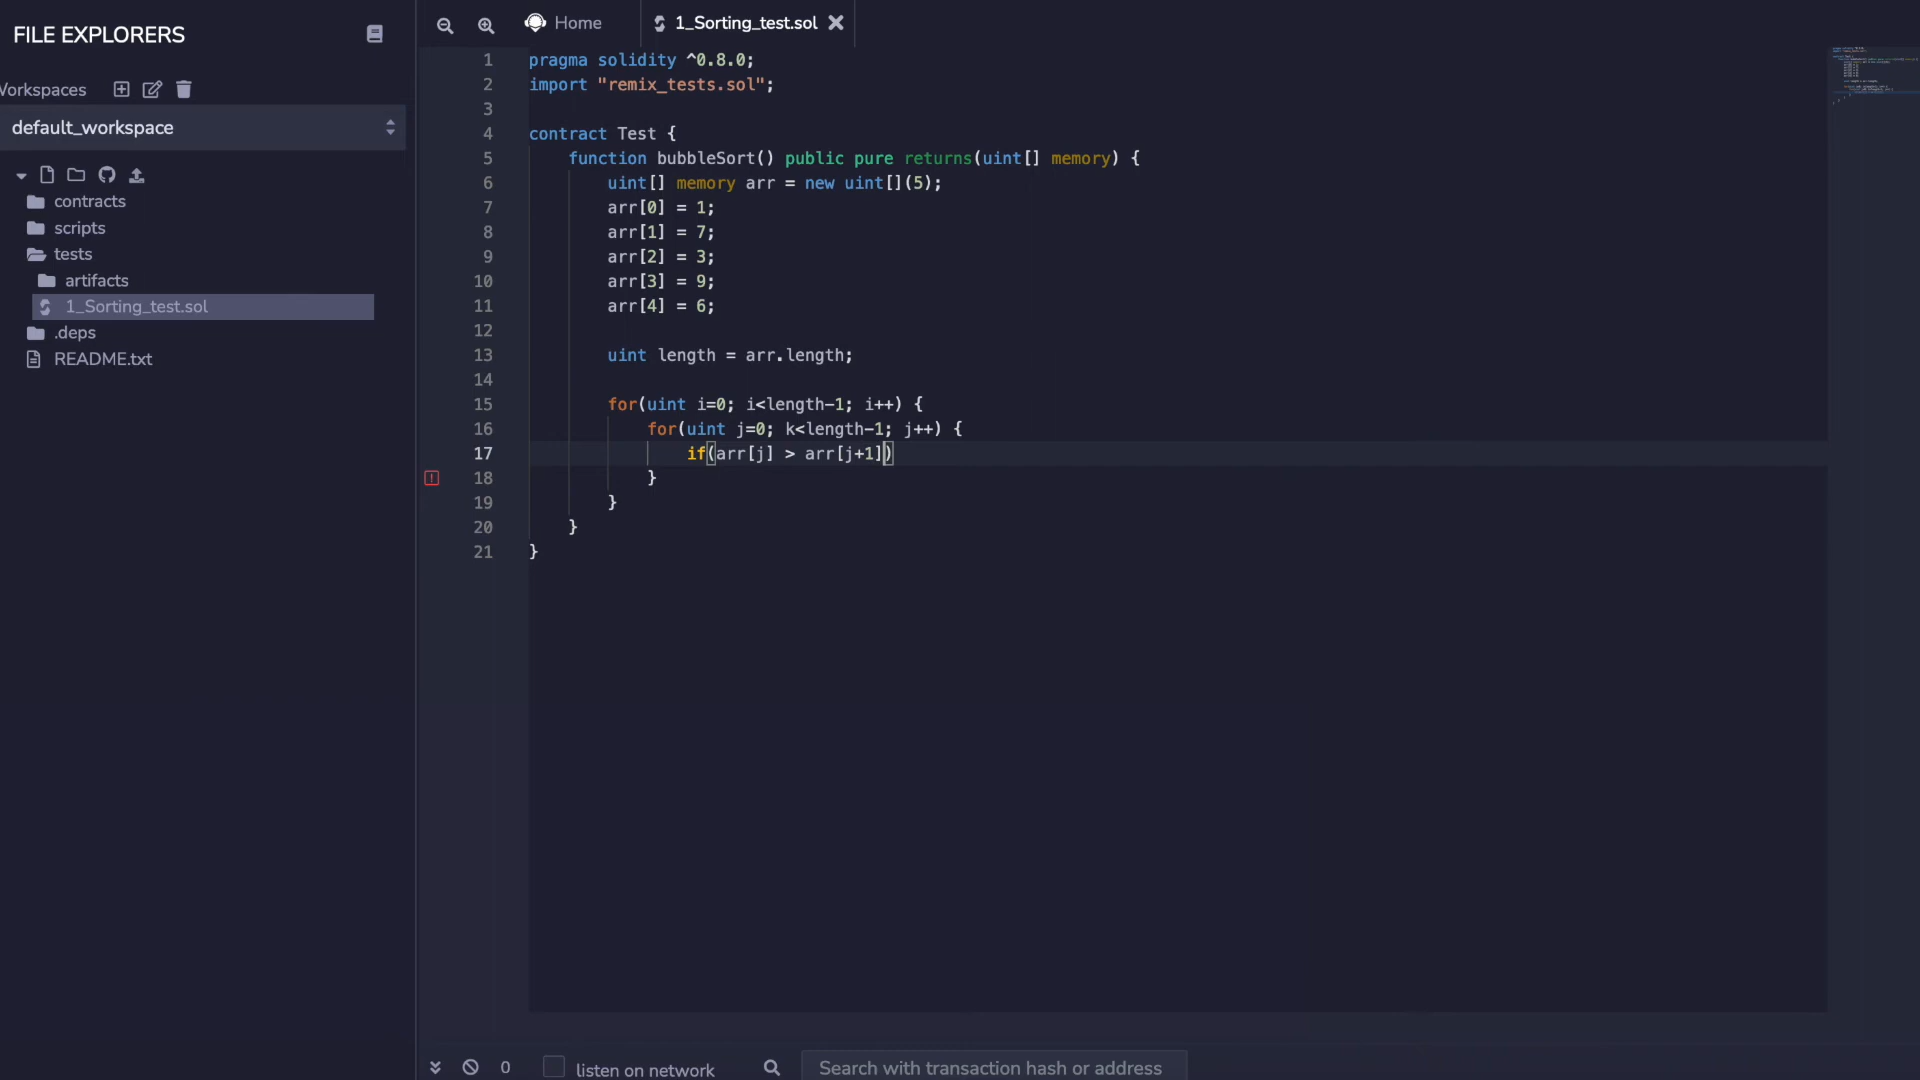 FILE EXPLORERS
Home
1_Sorting_test.sol
orkspaces
default_workspace
contracts
scripts
tests
artifacts
1_Sorting_test.sol
.deps
README.txt
1 pragma solidity ^0.8.0;
2 import "remix_tests.sol";
3
4 contract Test {
5 function bubbleSort() public pure returns(uint[] memory) {
6 uint[] memory arr = new uint[](5);
7 arr[0] = 1;
8 arr[1] = 7;
9 arr[2] = 3;
10 arr[3] = 9;
11 arr[4] = 6;
12
13 uint length = arr.length;
14
15 for(uint i=0; i<length-1; i++) {
16 for(uint j=0; k<length-1; j++) {
17 if(arr[j] > arr[j+1])
18 }
19 }
20 }
21 }
0
listen on network
Search with transaction hash or address